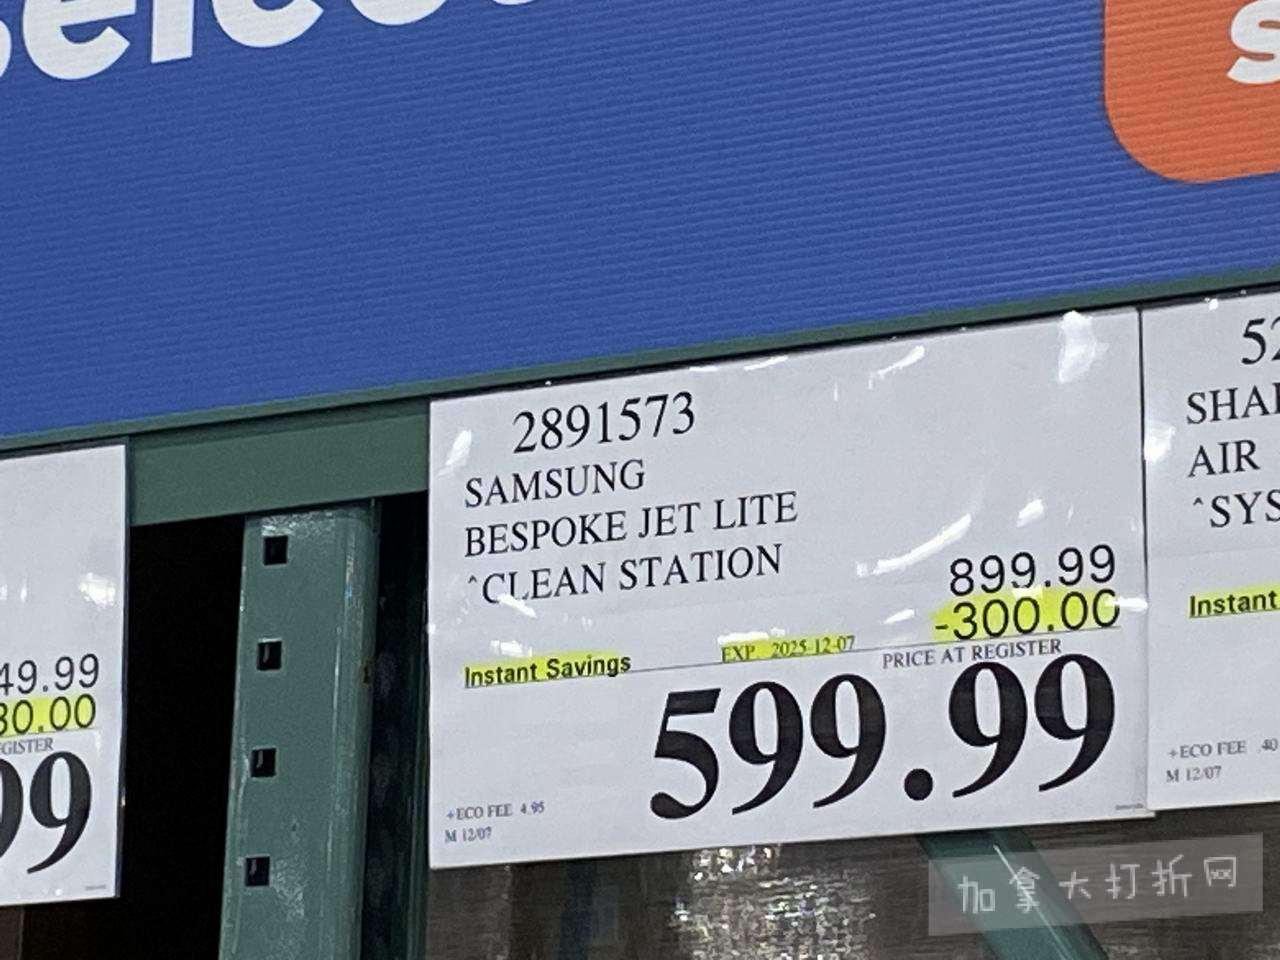 2891573
SAMSUNG
BESPOKE JET LITE
^CLEAN STATION
899.99
-300.00
Instant Savings
EXP. 2025-12-07
PRICE AT REGISTER
599.99
+ECO FEE 4.95
M 12/07
49.99
30.00
99
52
SHA
AIR
^SYS
Instant
+ECO FEE .40
M 12/07
加拿大打折网